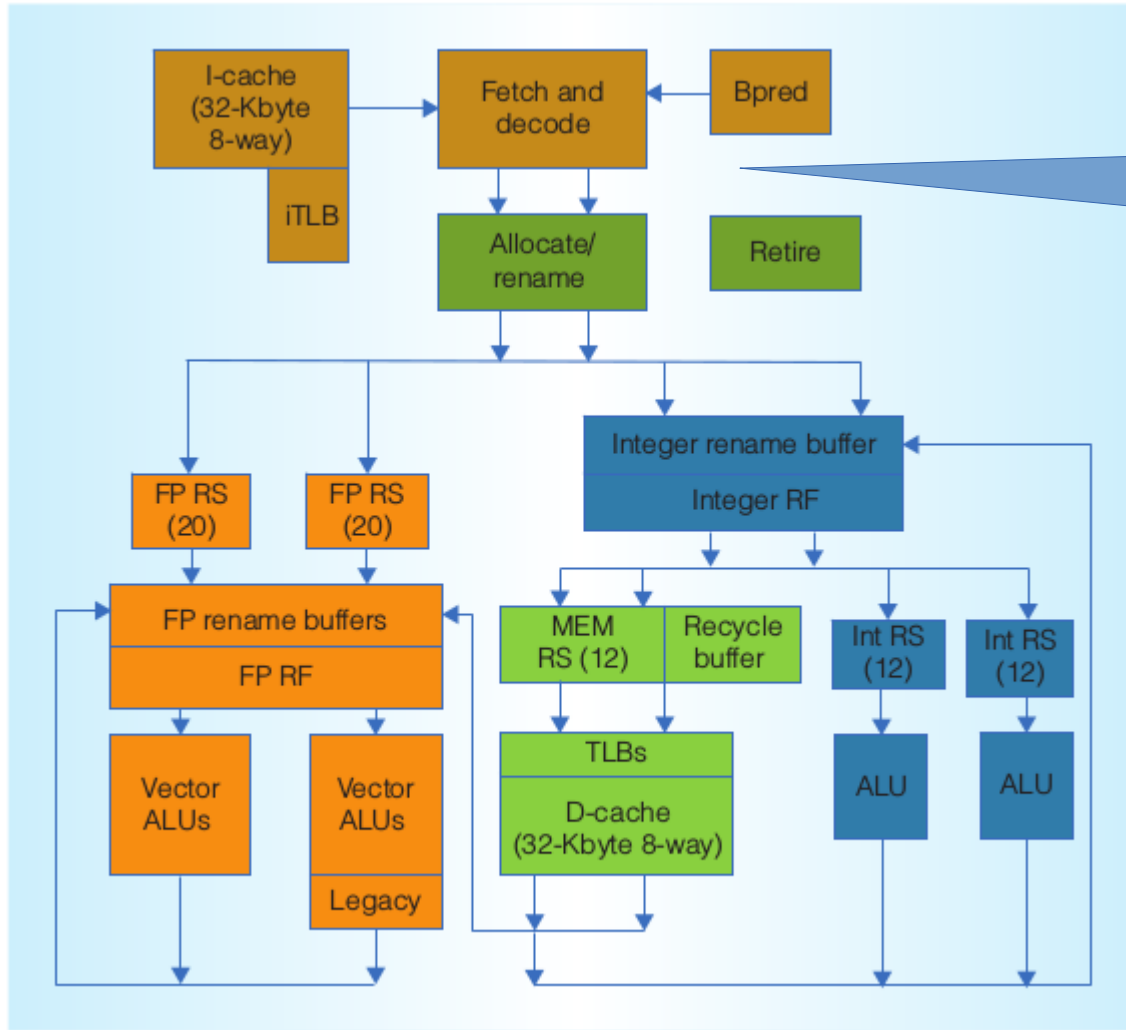 I-cache
(32-Kbyte
8-way)
iTLB
Fetch and
decode
Bpred
Allocate/
rename
Retire
FP RS
(20)
FP RS
(20)
Integer rename buffer
Integer RF
FP rename buffers
FP RF
MEM
RS (12)
Recycle
buffer
Int RS
(12)
Int RS
(12)
Vector
ALUs
Vector
ALUs
Legacy
TLBs
D-cache
(32-Kbyte 8-way)
ALU
ALU